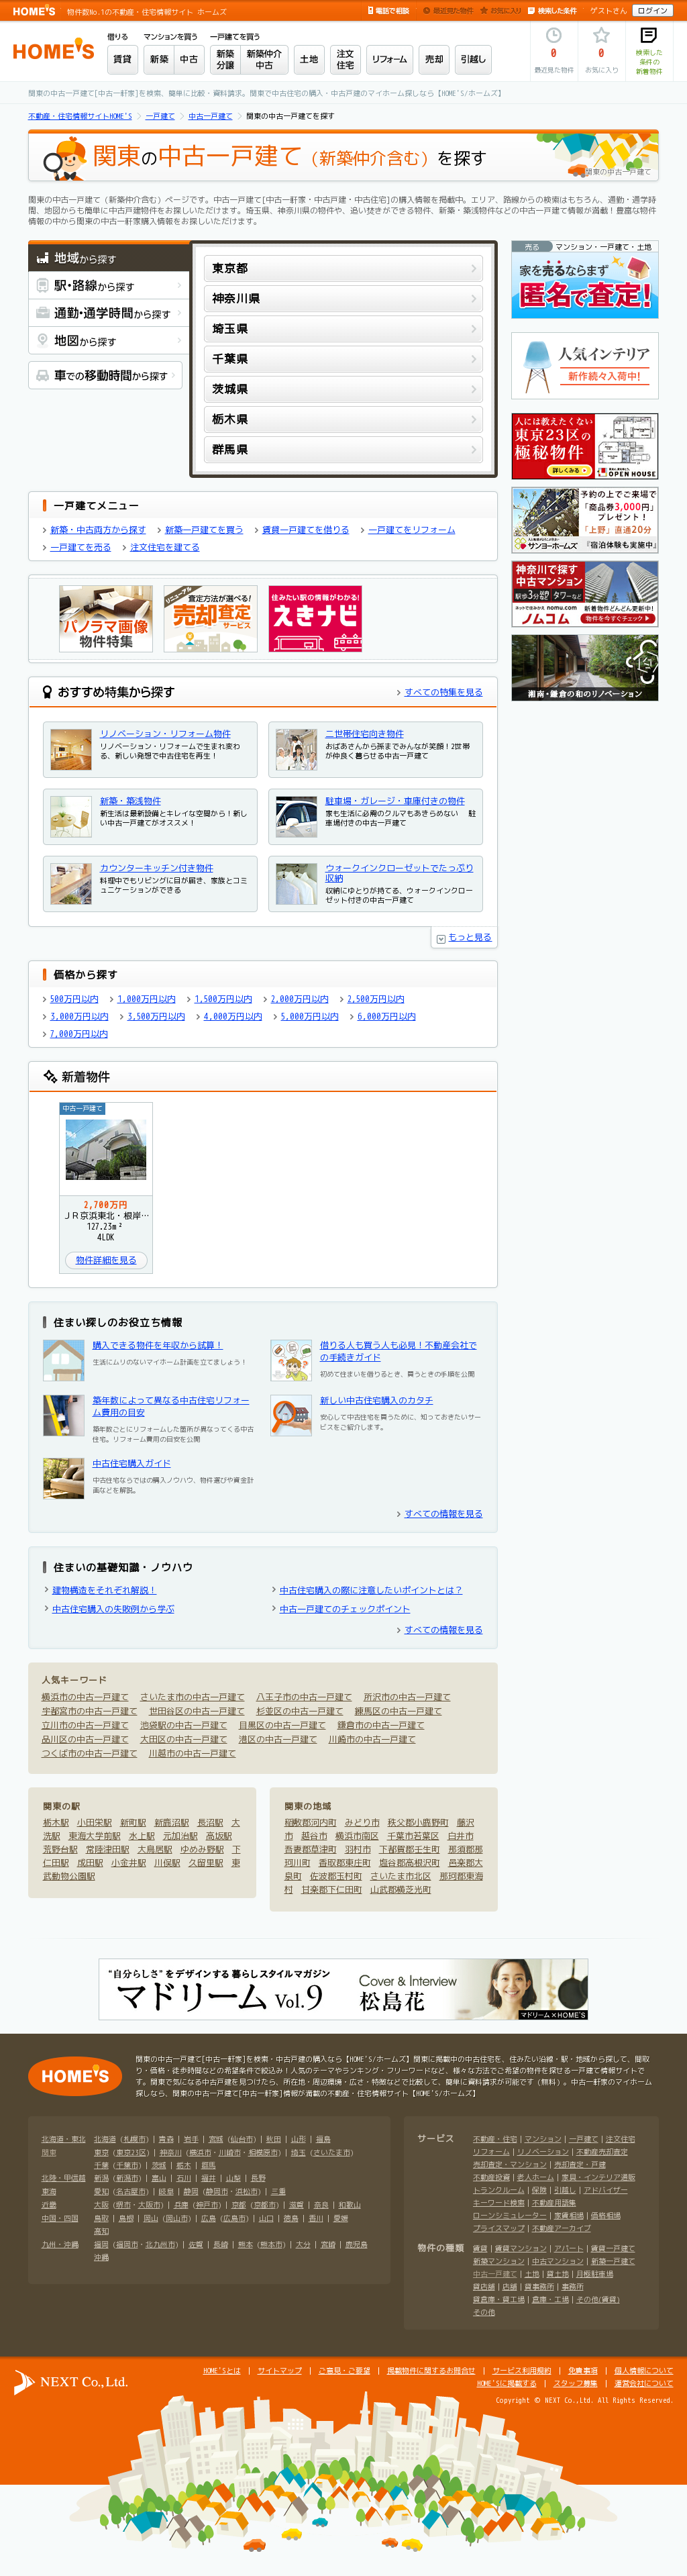 HOME'S 物件数No.1の不動産・住宅情報サイト ホームズ
電話で相談 最近見た物件 お気に入り 検索した条件 ゲストさん ログイン
HOME'S
借りる マンションを買う 一戸建てを買う
賃貸 新築 中古 新築分譲 新築仲介中古 土地 注文住宅 リフォーム 売却 引越し
0 最近見た物件
0 お気に入り
検索した条件の新着物件
関東の中古一戸建て[中古一軒家]を検索、簡単に比較・資料請求。関東で中古住宅の購入・中古戸建のマイホーム探しなら【HOME'S/ホームズ】
不動産・住宅情報サイトHOME'S 一戸建て 中古一戸建て 関東の中古一戸建てを探す
関東の中古一戸建て（新築仲介含む）を探す
関東の中古一戸建て
関東の中古一戸建て（新築仲介含む）ページです。中古一戸建て[中古一軒家・中古戸建・中古住宅]の購入情報を掲載中。エリア、路線からの検索はもちろん、通勤・通学時間、地図からも簡単に中古戸建物件をお探しいただけます。埼玉県、神奈川県の物件や、追い焚きができる物件、新築・築浅物件などの中古一戸建て情報が満載！豊富な物件情報の中から関東の中古一軒家購入情報をお探しいただけます。
地域から探す
駅・路線から探す
通勤・通学時間から探す
地図から探す
車での移動時間から探す
東京都
神奈川県
埼玉県
千葉県
茨城県
栃木県
群馬県
売る マンション・一戸建て・土地
家を売るならまず
匿名で査定!
人気インテリア
新作続々入荷中!
人には教えたくない
東京23区の
極秘物件
詳しくみる
OPEN HOUSE
予約の上ご来場で
「商品券3,000円」
プレゼント！
「上野」直通20分
サンヨーホームズ
「宿泊体験も実施中」
神奈川で探す
中古マンション
駅歩3分以内 タワーなど
ネットで住みかえ nomu.com
ノムコム
新着物件どんどん更新中!
物件を今すぐチェック
湘南・鎌倉の和のリノベーション
一戸建てメニュー
新築・中古両方から探す 新築一戸建てを買う 賃貸一戸建てを借りる 一戸建てをリフォーム
一戸建てを売る 注文住宅を建てる
パノラマ画像
物件特集
リニューアル
査定方法が選べる!
売却査定
サービス
住みたい駅の情報がわかる!
えきナビ
おすすめ特集から探す
すべての特集を見る
リノベーション・リフォーム物件
リノベーション・リフォームで生まれ変わる、新しい発想で中古住宅を再生！
二世帯住宅向き物件
おばあさんから孫までみんなが笑顔！2世帯が仲良く暮らせる中古一戸建て
新築・築浅物件
新生活は最新設備とキレイな空間から！新しい中古一戸建てがオススメ！
駐車場・ガレージ・車庫付きの物件
家も生活に必需のクルマもあきらめない 駐車場付きの中古一戸建て
カウンターキッチン付き物件
料理中でもリビングに目が届き、家族とコミュニケーションができる
ウォークインクローゼットでたっぷり収納
収納にゆとりが持てる、ウォークインクローゼット付きの中古一戸建て
もっと見る
価格から探す
500万円以内 1,000万円以内 1,500万円以内 2,000万円以内 2,500万円以内
3,000万円以内 3,500万円以内 4,000万円以内 5,000万円以内 6,000万円以内
7,000万円以内
新着物件
中古一戸建て
2,780万円
ＪＲ京浜東北・根岸…
127.23m²
4LDK
物件詳細を見る
住まい探しのお役立ち情報
購入できる物件を年収から試算！
生活にムリのないマイホーム計画を立てましょう！
借りる人も買う人も必見！不動産会社での手続きガイド
初めて住まいを借りるとき、買うときの手順を公開
築年数によって異なる中古住宅リフォーム費用の目安
築年数ごとにリフォームした箇所が異なってくる中古住宅。リフォーム費用の目安を公開
新しい中古住宅購入のカタチ
安心して中古住宅を買うために、知っておきたいサービスをご紹介します。
中古住宅購入ガイド
中古住宅ならではの購入ノウハウ、物件選びや資金計画などを解説。
すべての情報を見る
住まいの基礎知識・ノウハウ
建物構造をそれぞれ解説！ 中古住宅購入の際に注意したいポイントとは？
中古住宅購入の失敗例から学ぶ 中古一戸建てのチェックポイント
すべての情報を見る
人気キーワード
横浜市の中古一戸建て さいたま市の中古一戸建て 八王子市の中古一戸建て 所沢市の中古一戸建て
宇都宮市の中古一戸建て 世田谷区の中古一戸建て 杉並区の中古一戸建て 練馬区の中古一戸建て
立川市の中古一戸建て 池袋駅の中古一戸建て 目黒区の中古一戸建て 鎌倉市の中古一戸建て
品川区の中古一戸建て 大田区の中古一戸建て 港区の中古一戸建て 川崎市の中古一戸建て
つくば市の中古一戸建て 川越市の中古一戸建て
関東の駅
栃木駅 小田栄駅 新町駅 新鹿沼駅 長沼駅 大洗駅 東海大学前駅 水上駅 元加治駅 高坂駅 荒野台駅 常陸津田駅 大鳥居駅 ゆめみ野駅 下仁田駅 成田駅 小金井駅 川俣駅 久留里駅 東武動物公園駅
関東の地域
稲敷郡河内町 みどり市 秩父郡小鹿野町 藤沢市 越谷市 横浜市南区 千葉市若葉区 白井市 吾妻郡草津町 羽村市 下都賀郡壬生町 那須郡那珂川町 香取郡東庄町 塩谷郡高根沢町 邑楽郡大泉町 佐波郡玉村町 さいたま市北区 那珂郡東海村 甘楽郡下仁田町 山武郡横芝光町
"自分らしさ"をデザインする暮らしスタイルマガジン
マドリーム Vol.9
Cover & Interview
松島花
マドリーム×HOME'S
HOME'S
関東の中古一戸建て[中古一軒家]を検索・中古戸建の購入なら【HOME'S/ホームズ】関東に掲載中の中古住宅を、住みたい沿線・駅・地域から探して、間取り・価格・徒歩時間などの希望条件で絞込み！人気のテーマやランキング・フリーワードなど、様々な方法でご希望の物件を探せる一戸建て情報サイトです。関東で気になる中古戸建を見つけたら、所在地・周辺環境・広さ・特徴などで比較して、簡単に資料請求が可能です（無料）。中古一軒家のマイホーム探しなら、関東の中古一戸建て[中古一軒家]情報が満載の不動産・住宅情報サイト【HOME'S/ホームズ】
北海道・東北 北海道 (札幌市) | 青森 | 岩手 | 宮城 (仙台市) | 秋田 | 山形 | 福島
関東 東京 (東京23区) | 神奈川 (横浜市・川崎市・相模原市) | 埼玉 (さいたま市)
千葉 (千葉市) | 茨城 | 栃木 | 群馬
北陸・甲信越 新潟 (新潟市) | 富山 | 石川 | 福井 | 山梨 | 長野
東海 愛知 (名古屋市) | 岐阜 | 静岡 (静岡市・浜松市) | 三重
近畿 大阪 (堺市・大阪市) | 兵庫 (神戸市) | 京都 (京都市) | 滋賀 | 奈良 | 和歌山
中国・四国 鳥取 | 島根 | 岡山 (岡山市) | 広島 (広島市) | 山口 | 徳島 | 香川 | 愛媛
高知
九州・沖縄 福岡 (福岡市・北九州市) | 佐賀 | 長崎 | 熊本 (熊本市) | 大分 | 宮崎 | 鹿児島
沖縄
サービス
不動産・住宅 | マンション | 一戸建て | 注文住宅
リフォーム | リノベーション | 不動産売却査定
売却査定・マンション | 売却査定・戸建
不動産投資 | 老人ホーム | 家具・インテリア通販
トランクルーム | 保険 | 引越し | アドバイザー
キーワード検索 | 不動産用語集
ローンシミュレーター | 家賃相場 | 価格相場
プライスマップ | 不動産アーカイブ
物件の種類
賃貸 | 賃貸マンション | アパート | 賃貸一戸建て
新築マンション | 中古マンション | 新築一戸建て
中古一戸建て | 土地 | 貸土地 | 月極駐車場
貸店舗 | 店舗 | 貸事務所 | 事務所
貸倉庫・貸工場 | 倉庫・工場 | その他(賃貸)
その他
NEXT Co.,Ltd.
HOME'Sとは | サイトマップ | ご意見・ご要望 | 掲載物件に関するお問合せ | サービス利用規約 | 免責事項 | 個人情報について
HOME'Sに掲載する | スタッフ募集 | 運営会社について
Copyright © NEXT Co.,Ltd. All Rights Reserved.